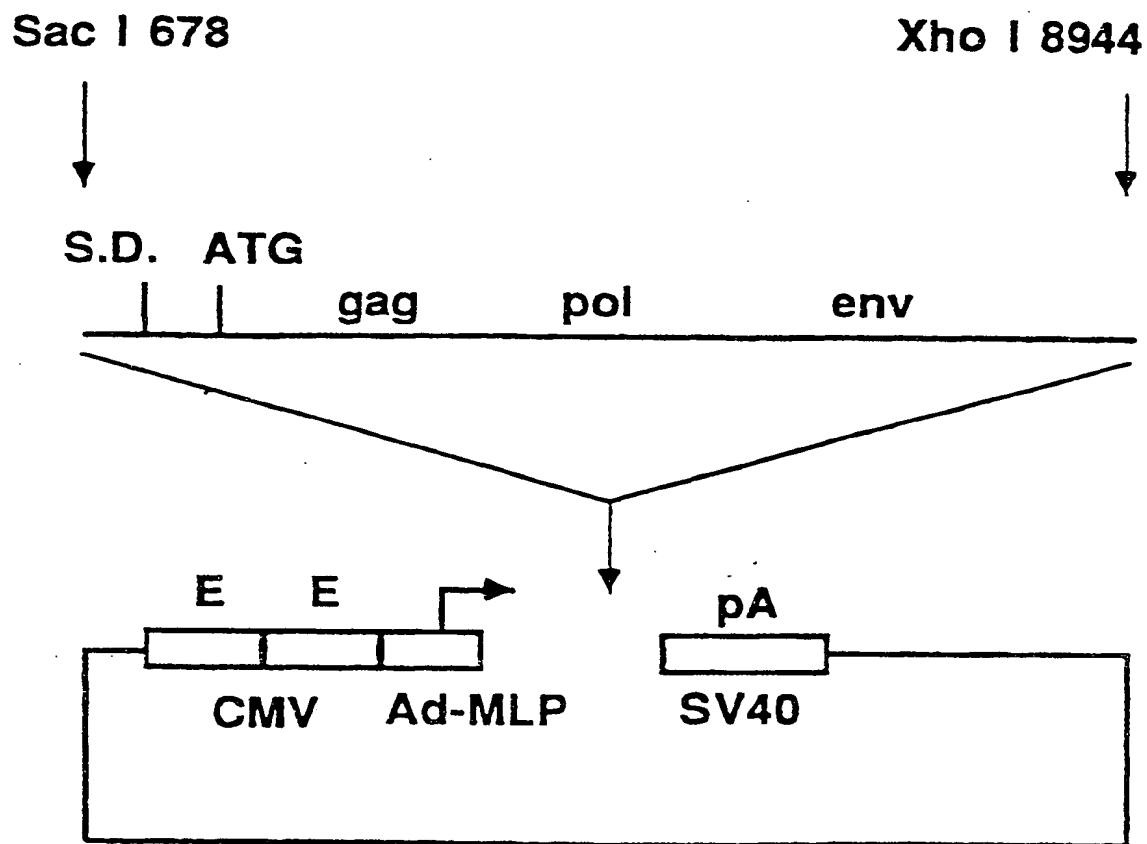 Sac I 678 Xho I 8944
S.D. ATG
gag pol env
E E pA
CMV Ad-MLP SV40